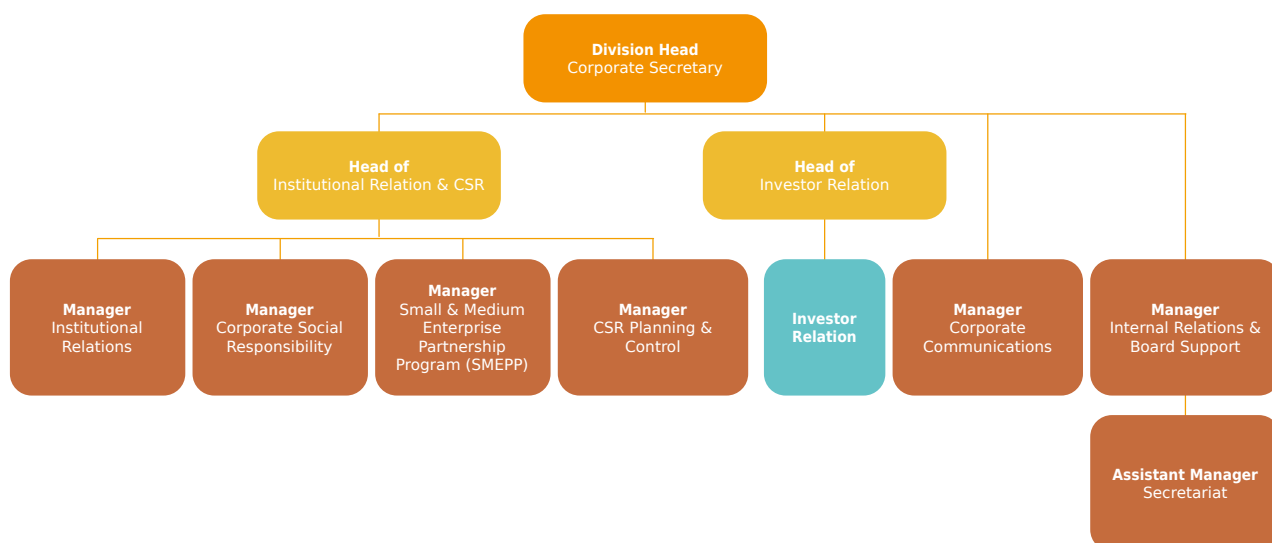 Division Head
Corporate Secretary
Head of
Institutional Relation & CSR
Head of
Investor Relation
Manager
Institutional
Relations
Manager
Corporate Social
Responsibility
Manager
Small & Medium
Enterprise
Partnership
Program (SMEPP)
Manager
CSR Planning &
Control
Investor
Relation
Manager
Corporate
Communications
Manager
Internal Relations &
Board Support
Assistant Manager
Secretariat